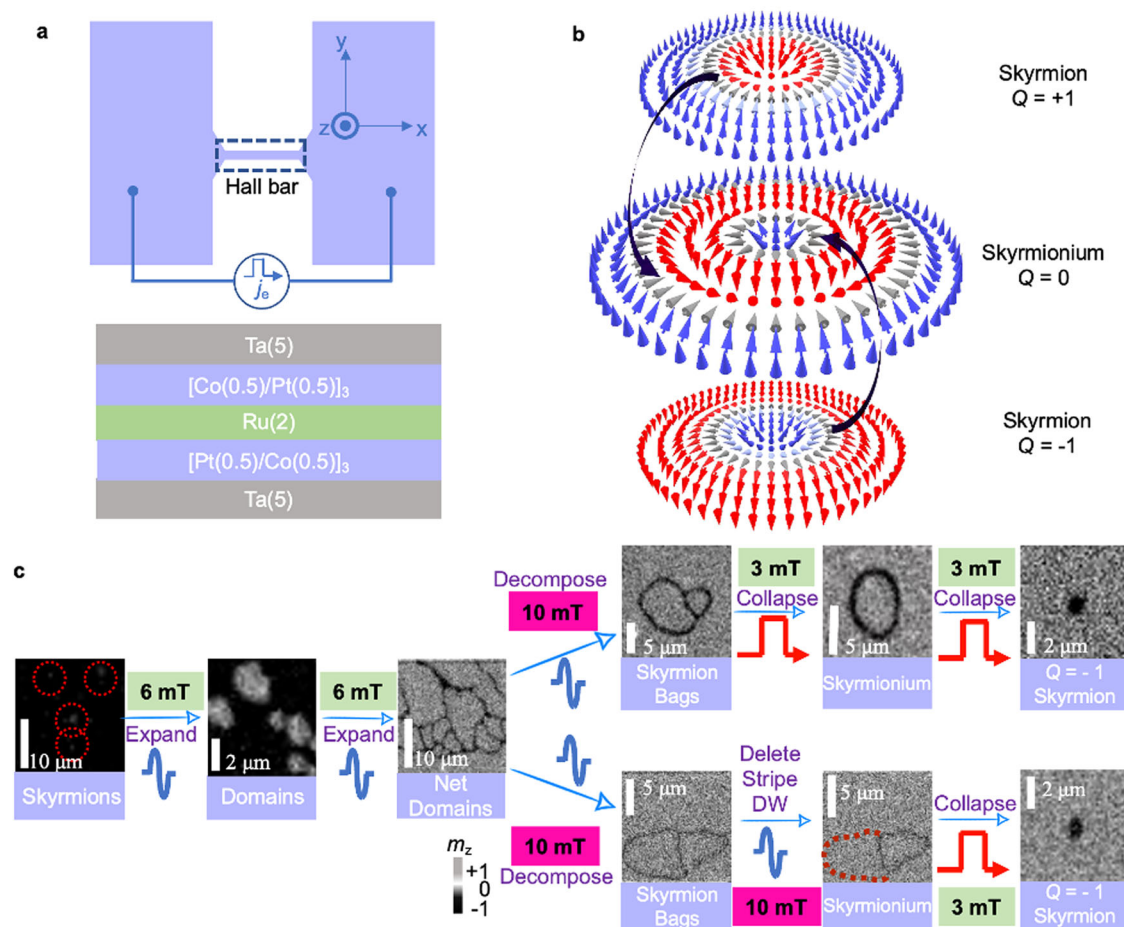 a
y
z
x
Hall bar
jₑ
Ta(5)
[Co(0.5)/Pt(0.5)]₃
Ru(2)
[Pt(0.5)/Co(0.5)]₃
Ta(5)
b
Skyrmion
Q = +1
Skyrmionium
Q = 0
Skyrmion
Q = -1
c
10 μm
Skyrmions
6 mT
Expand
2 μm
Domains
6 mT
Expand
10 μm
Net
Domains
Decompose
10 mT
5 μm
Skyrmion
Bags
3 mT
Collapse
5 μm
Skyrmionium
3 mT
Collapse
2 μm
Q = - 1
Skyrmion
10 mT
Decompose
5 μm
Skyrmion
Bags
Delete
Stripe
DW
10 mT
5 μm
Skyrmionium
Collapse
3 mT
2 μm
Q = - 1
Skyrmion
m_z
+1
0
-1